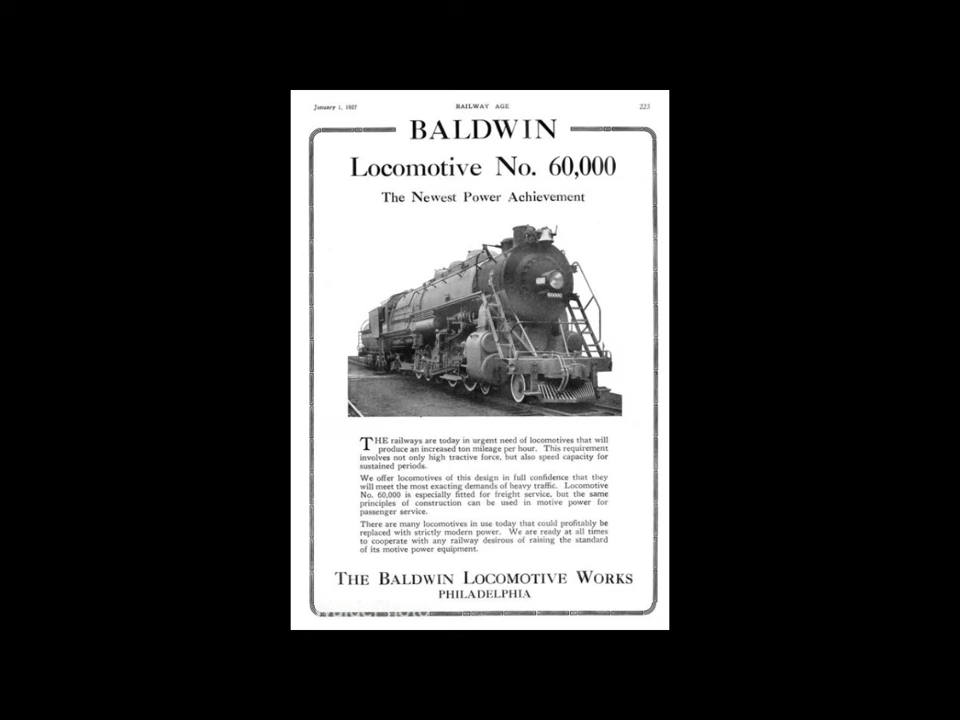 January 1, 1927 RAILWAY AGE 223
BALDWIN
Locomotive No. 60,000
The Newest Power Achievement
60000
THE railways are today in urgent need of locomotives that will
produce an increased ton mileage per hour. This requirement
involves not only high tractive force, but also speed capacity for
sustained periods.
We offer locomotives of this design in full confidence that they
will meet the most exacting demands of heavy traffic. Locomotive
No. 60,000 is especially fitted for freight service, but the same
principles of construction can be used in motive power for
passenger service.
There are many locomotives in use today that could profitably be
replaced with strictly modern power. We are ready at all times
to cooperate with any railway desirous of raising the standard
of its motive power equipment.
THE BALDWIN LOCOMOTIVE WORKS
PHILADELPHIA